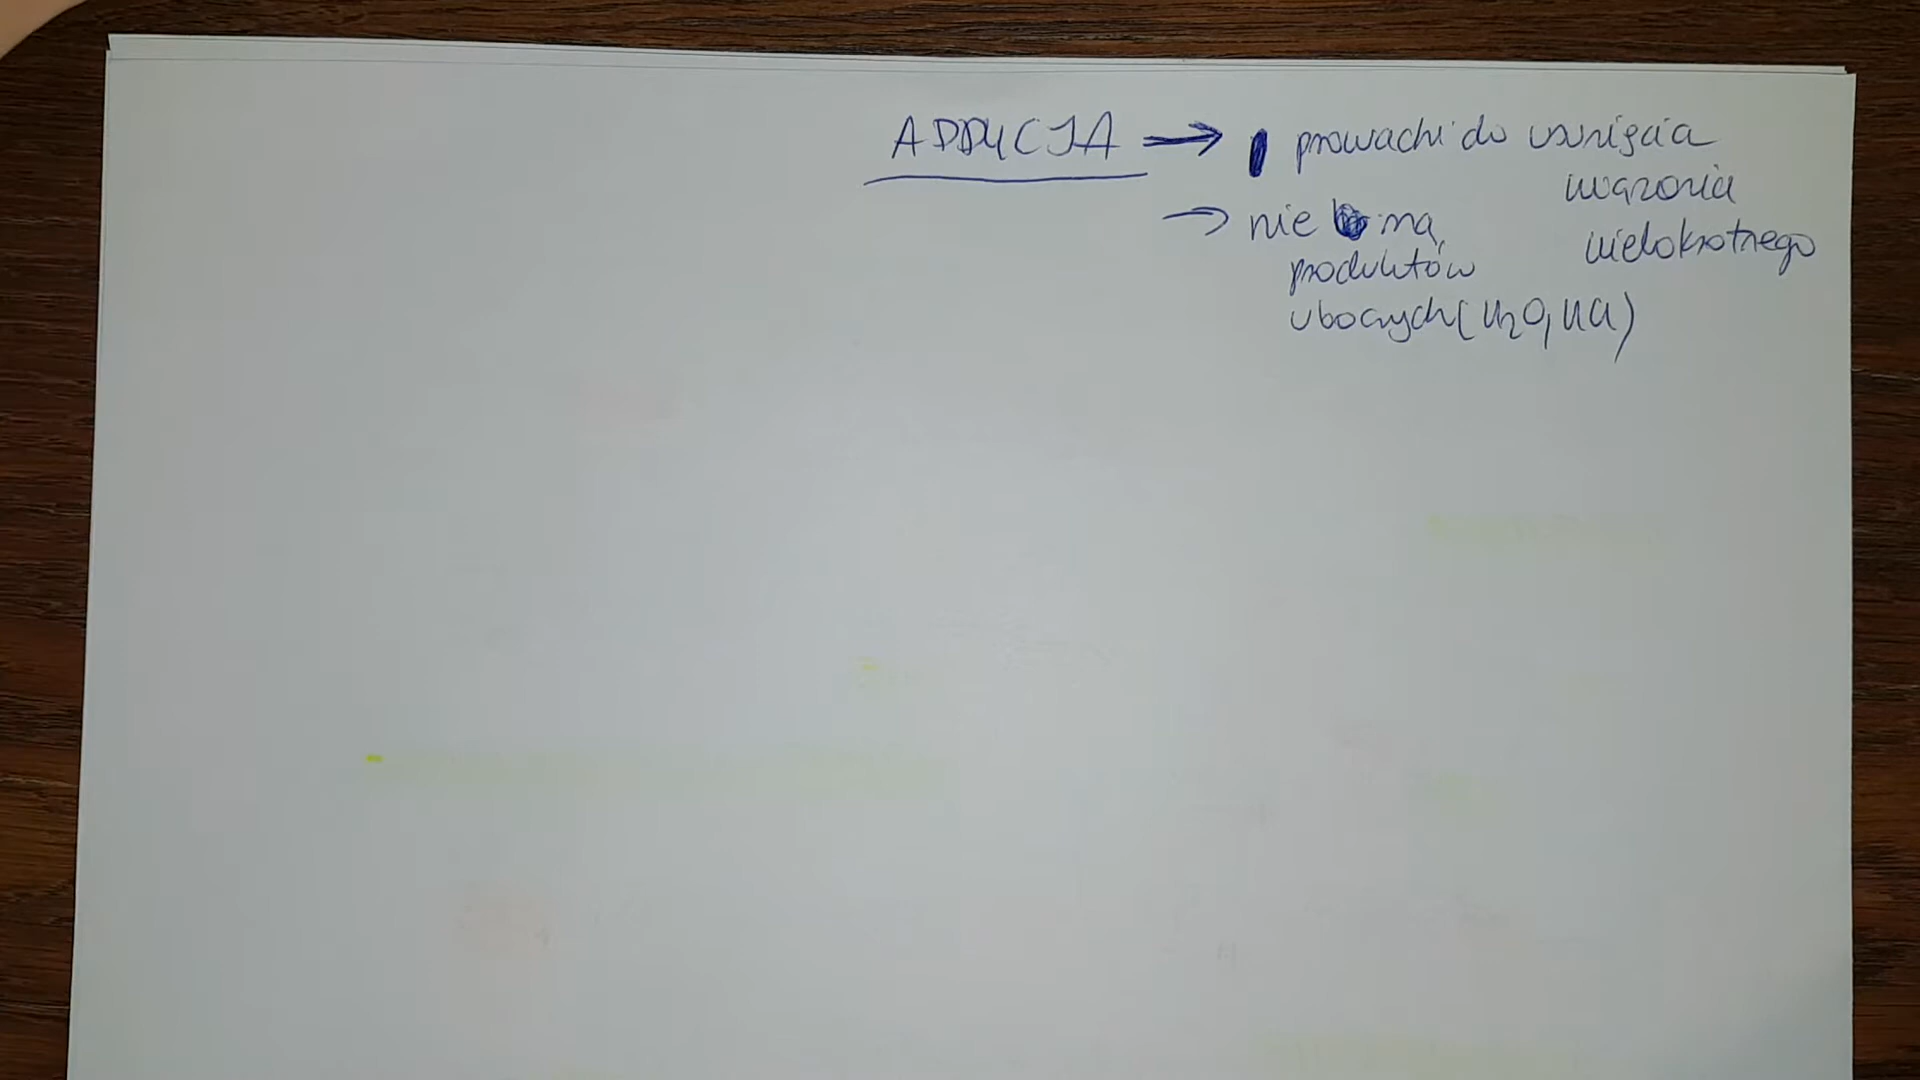 ADDYCJA → prowadzi do usunięcia
wiązania
wielokrotnego
→ nie ma
produktów
ubocznych (H2O, HCl)